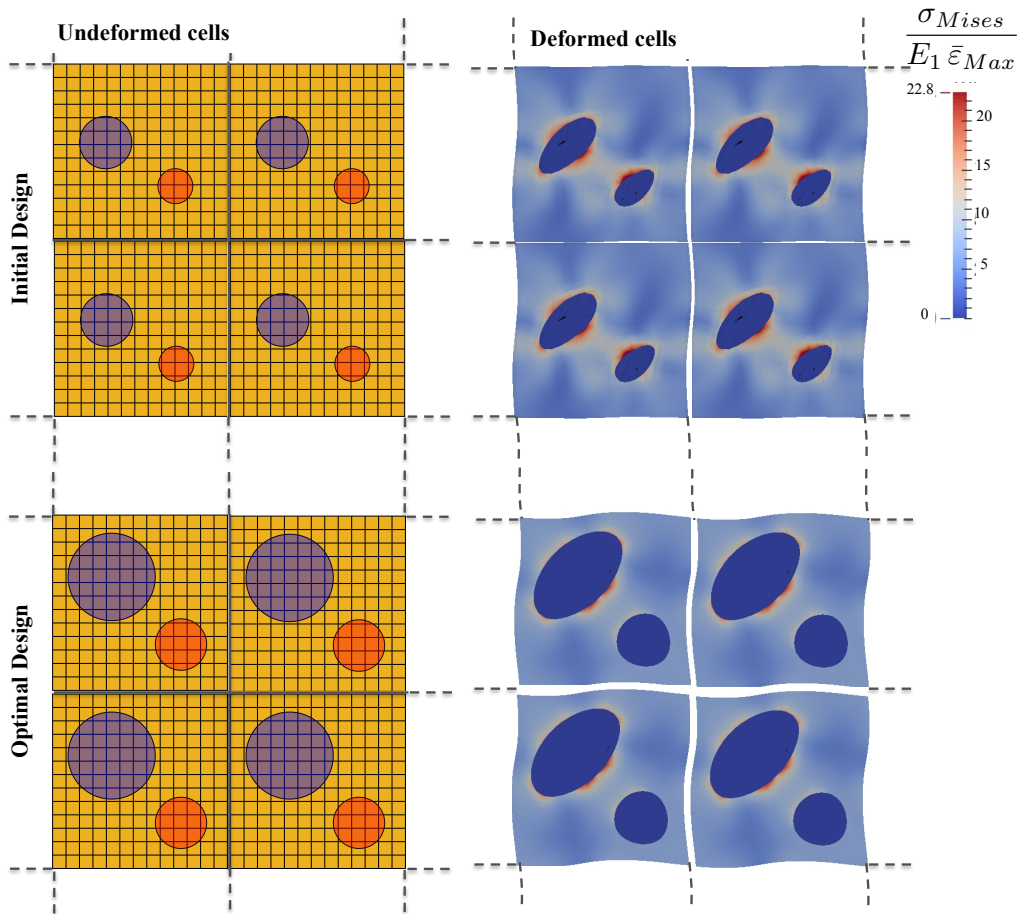 Undeformed cells
Deformed cells
σ_Mises
E_1 ε̄_Max
22.8
20
15
10
5
0
Initial Design
Optimal Design